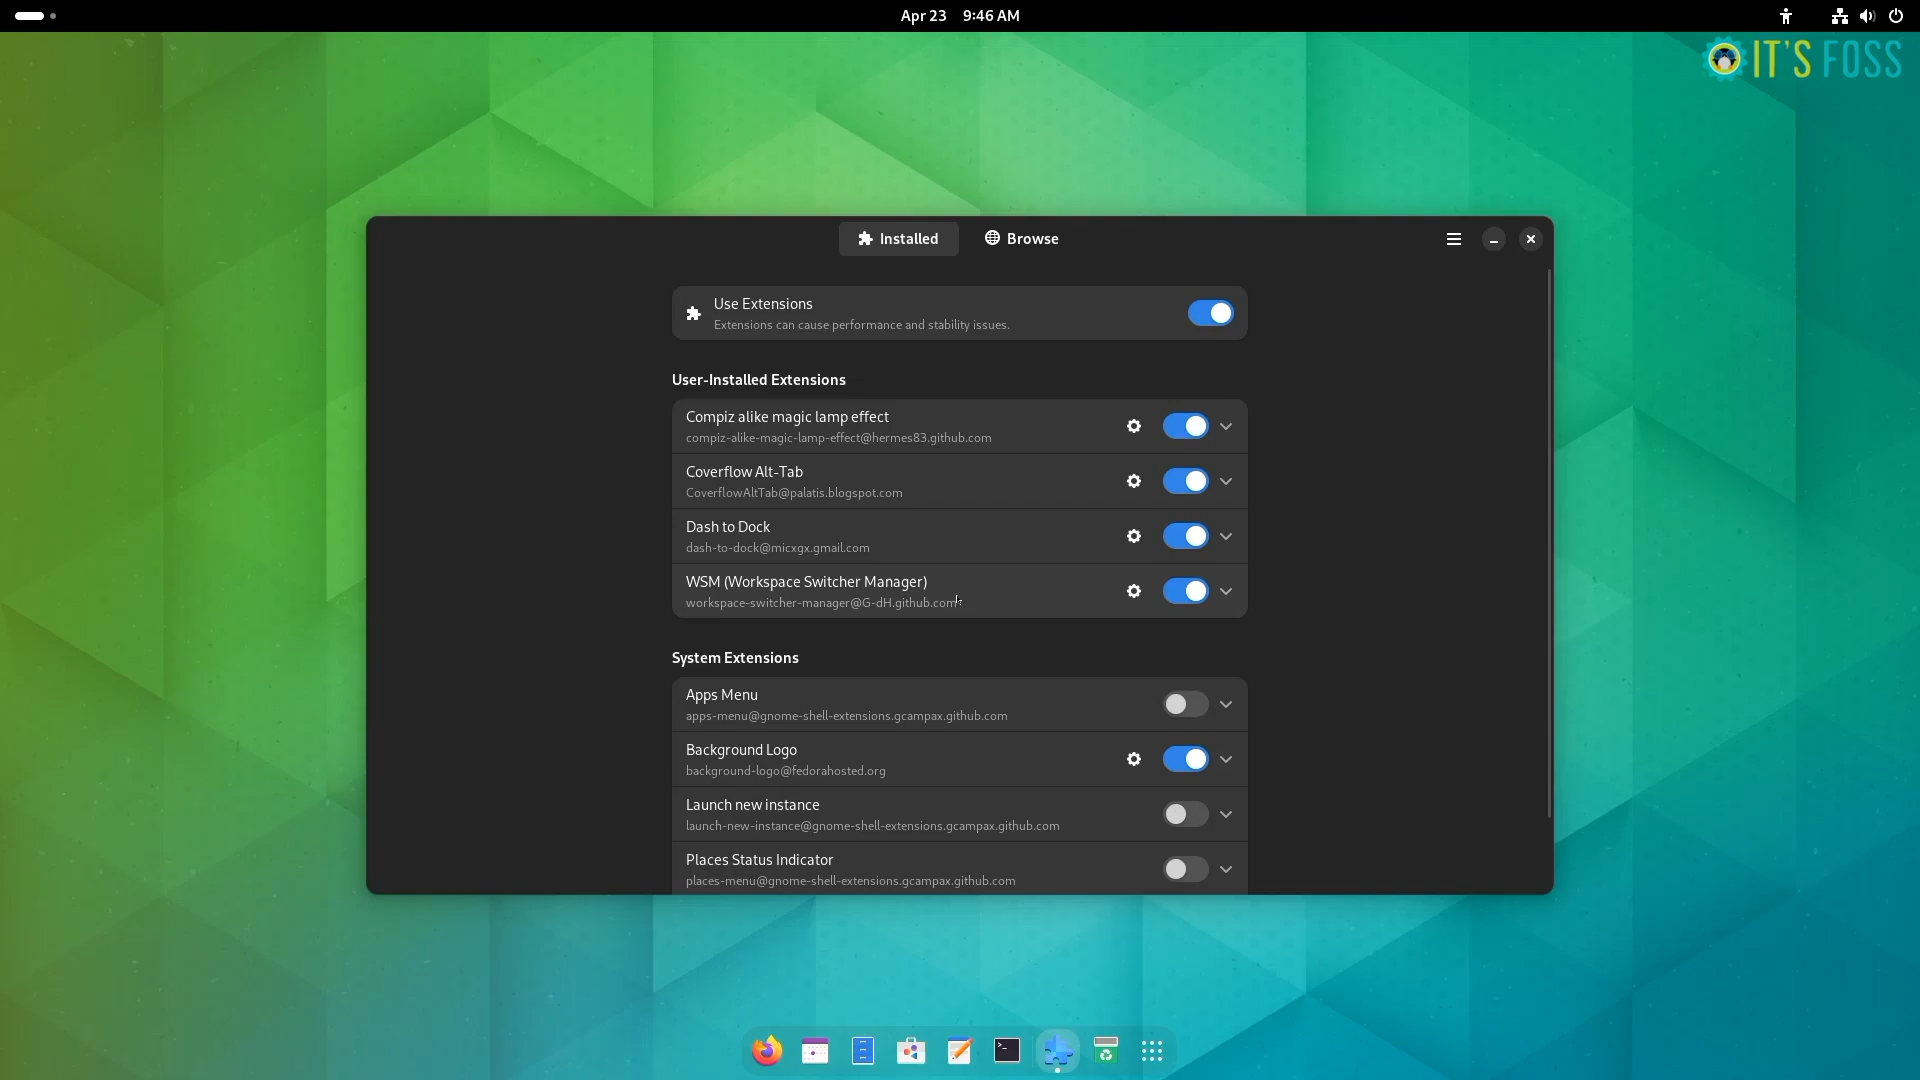 Apr 23 9:46 AM
IT'S FOSS
Installed
Browse
Use Extensions
Extensions can cause performance and stability issues.
User-Installed Extensions
Compiz alike magic lamp effect
compiz-alike-magic-lamp-effect@hermes83.github.com
Coverflow Alt-Tab
CoverflowAltTab@palatis.blogspot.com
Dash to Dock
dash-to-dock@micxgx.gmail.com
WSM (Workspace Switcher Manager)
workspace-switcher-manager@G-dH.github.com
System Extensions
Apps Menu
apps-menu@gnome-shell-extensions.gcampax.github.com
Background Logo
background-logo@fedorahosted.org
Launch new instance
launch-new-instance@gnome-shell-extensions.gcampax.github.com
Places Status Indicator
places-menu@gnome-shell-extensions.gcampax.github.com